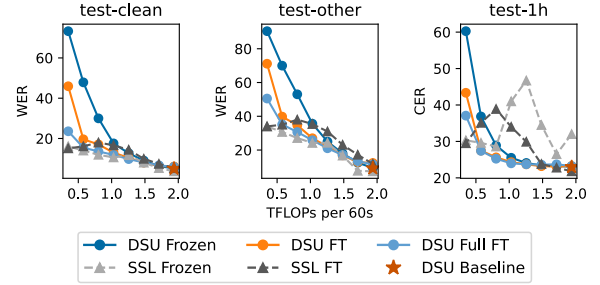 test-clean test-other test-1h
WER
60
40
20
0.5 1.0 1.5 2.0
WER
80
60
40
20
0.5 1.0 1.5 2.0
TFLOPs per 60s
CER
60
50
40
30
20
0.5 1.0 1.5 2.0
DSU Frozen DSU FT DSU Full FT
SSL Frozen SSL FT DSU Baseline